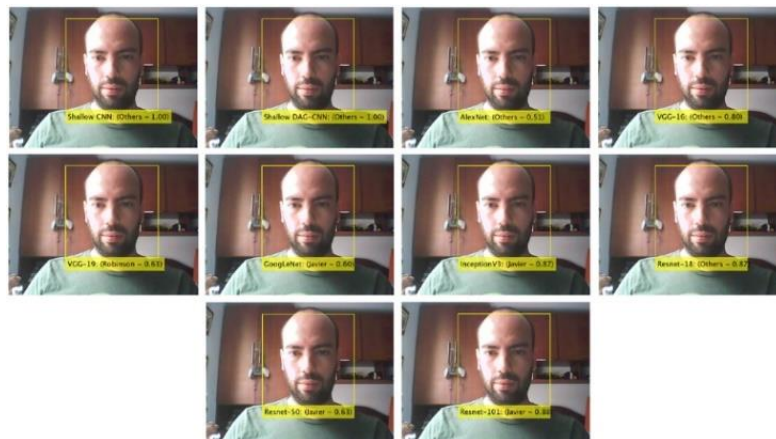 Shallow CNN: (Others - 1.00)
Shallow DAG-CNN: (Others - 1.00)
AlexNet: (Others - 0.51)
VGG-16: (Others - 0.80)
VGG-19: (Robinson - 0.63)
GoogLeNet: (Javier - 0.60)
InceptionV3: (Javier - 0.87)
Resnet-18: (Others - 0.87
Resnet-50: (Javier - 0.63)
Resnet-101: (Javier - 0.88